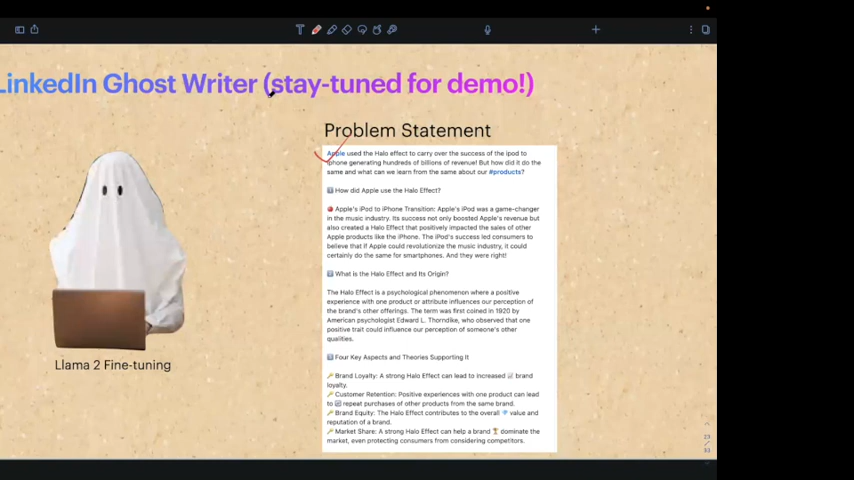 LinkedIn Ghost Writer (stay-tuned for demo!)
Problem Statement
Apple used the Halo effect to carry over the success of the ipod to
iphone generating hundreds of billions of revenue! But how did it do the
same and what can we learn from the same about our #products?
How did Apple use the Halo Effect?
Apple's iPod to iPhone Transition: Apple's iPod was a game-changer
in the music industry. Its success not only boosted Apple's revenue but
also created a Halo Effect that positively impacted the sales of other
Apple products like the iPhone. The iPod's success led consumers to
believe that if Apple could revolutionize the music industry, it could
certainly do the same for smartphones. And they were right!
What is the Halo Effect and Its Origin?
The Halo Effect is a psychological phenomenon where a positive
experience with one product or attribute influences our perception of
the brand's other offerings. The term was first coined in 1920 by
American psychologist Edward L. Thorndike, who observed that one
positive trait could influence our perception of someone's other
qualities.
Four Key Aspects and Theories Supporting It
Brand Loyalty: A strong Halo Effect can lead to increased brand
loyalty.
Customer Retention: Positive experiences with one product can lead
to repeat purchases of other products from the same brand.
Brand Equity: The Halo Effect contributes to the overall value and
reputation of a brand.
Market Share: A strong Halo Effect can help a brand dominate the
market, even protecting consumers from considering competitors.
Llama 2 Fine-tuning